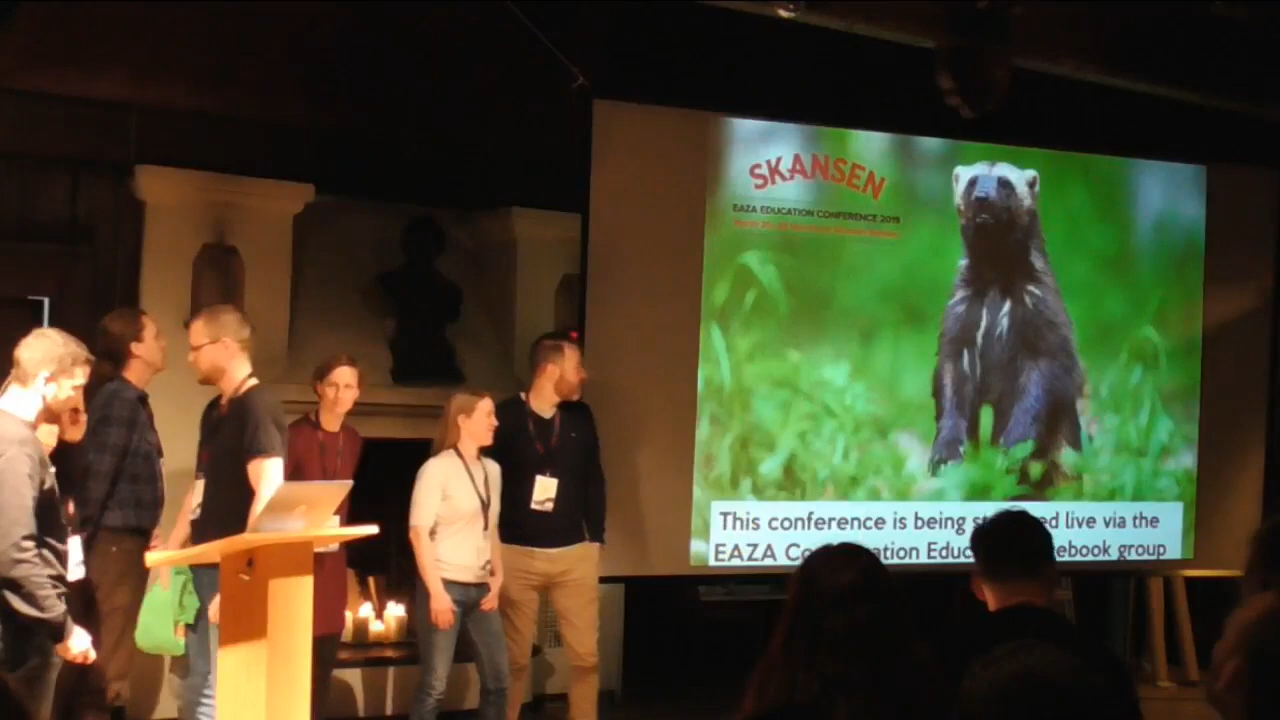 SKANSEN
EAZA EDUCATION CONFERENCE 2019
This conference is being st ed live via the
EAZA Co ation Educ ebook group